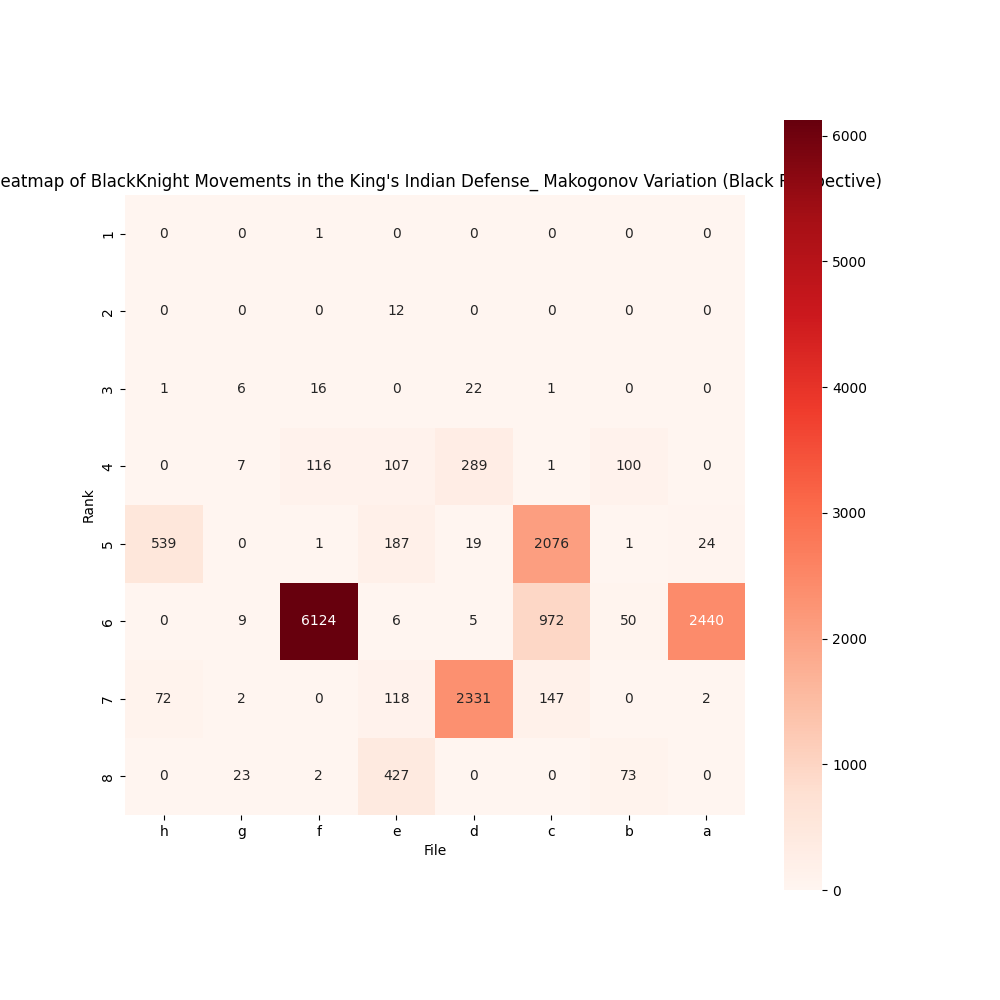 6000
eatmap of BlackKnight Movements in the King's Indian Defense_ Makogonov Variation (Black pective)
1 0 0 1 0 0 0 0 0
5000
2 0 0 0 12 0 0 0 0
3 1 6 16 0 22 1 0 0
4000
4 0 7 116 107 289 1 100 0
Rank
3000
5 539 0 1 187 19 2076 1 24
6 0 9 6124 6 5 972 50 2440
2000
7 72 2 0 118 2331 147 0 2
1000
8 0 23 2 427 0 0 73 0
h g f e d c b a
File
0